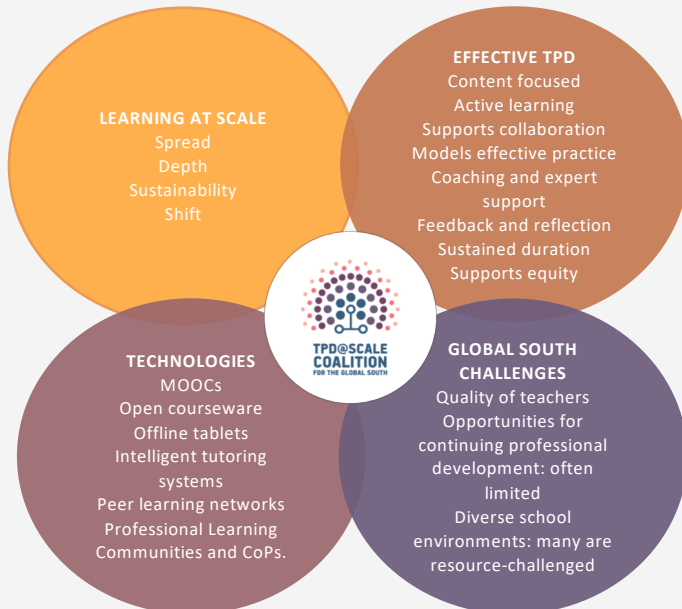 LEARNING AT SCALE
Spread
Depth
Sustainability
Shift
EFFECTIVE TPD
Content focused
Active learning
Supports collaboration
Models effective practice
Coaching and expert
support
Feedback and reflection
Sustained duration
Supports equity
TPD@SCALE
COALITION
FOR THE GLOBAL SOUTH
TECHNOLOGIES
MOOCs
Open courseware
Offline tablets
Intelligent tutoring
systems
Peer learning networks
Professional Learning
Communities and CoPs.
GLOBAL SOUTH
CHALLENGES
Quality of teachers
Opportunities for
continuing professional
development: often
limited
Diverse school
environments: many are
resource-challenged